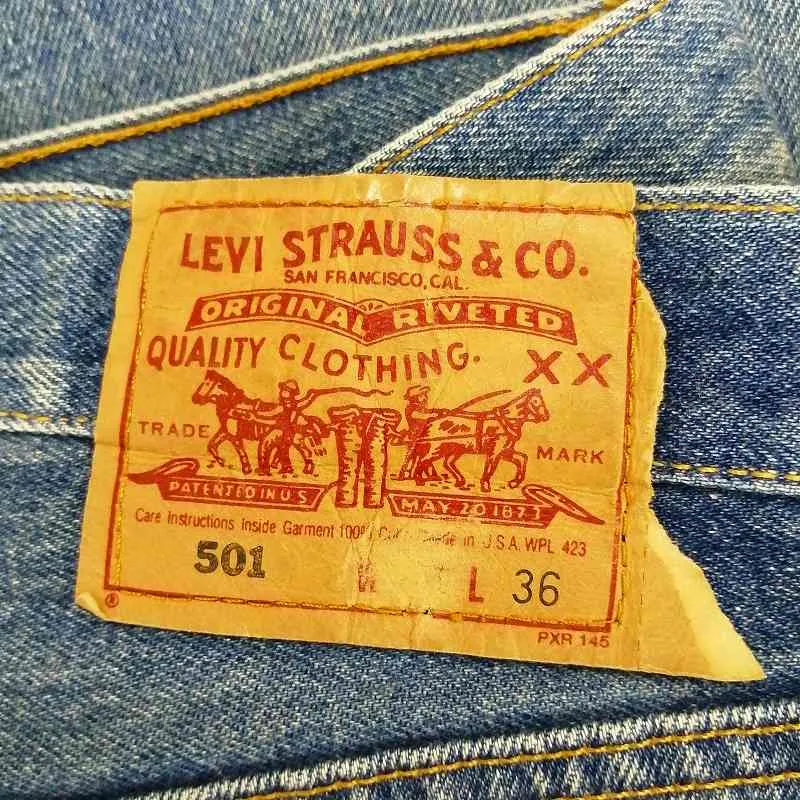 LEVI STRAUSS & CO.
SAN FRANCISCO, CAL.
ORIGINAL RIVETED
QUALITY CLOTHING. XX
TRADE MARK
PATENTED IN U.S. MAY 20 1873
Care Instructions Inside Garment 100% in U.S.A. WPL 423
501 W L 36
®
PXR 145